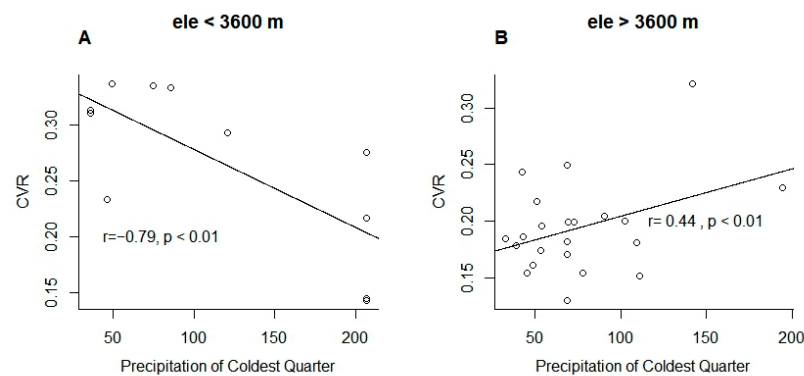 ele < 3600 m
A
CVR
0.30
0.25
0.20
0.15
r=−0.79, p < 0.01
50 100 150 200
Precipitation of Coldest Quarter
ele > 3600 m
B
CVR
0.30
0.25
0.20
0.15
r= 0.44 , p < 0.01
50 100 150 200
Precipitation of Coldest Quarter